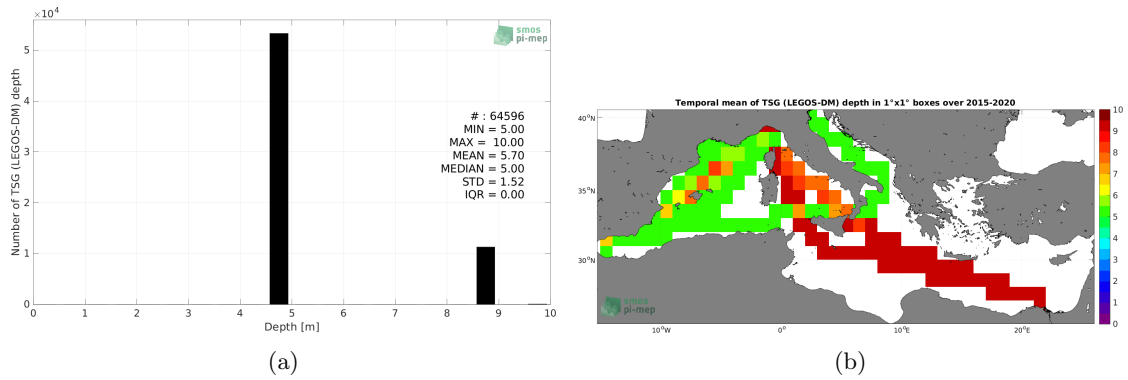 ×10⁴
5
4
3
2
1
0
Number of TSG (LEGOS-DM) depth
smos
pi-mep
# : 64596
MIN = 5.00
MAX = 10.00
MEAN = 5.70
MEDIAN = 5.00
STD = 1.52
IQR = 0.00
0 1 2 3 4 5 6 7 8 9 10
Depth [m]
(a)
Temporal mean of TSG (LEGOS-DM) depth in 1°x1° boxes over 2015-2020
40°N
35°N
30°N
10°W 0° 10°E 20°E
smos
pi-mep
10
9
8
7
6
5
4
3
2
1
0
(b)